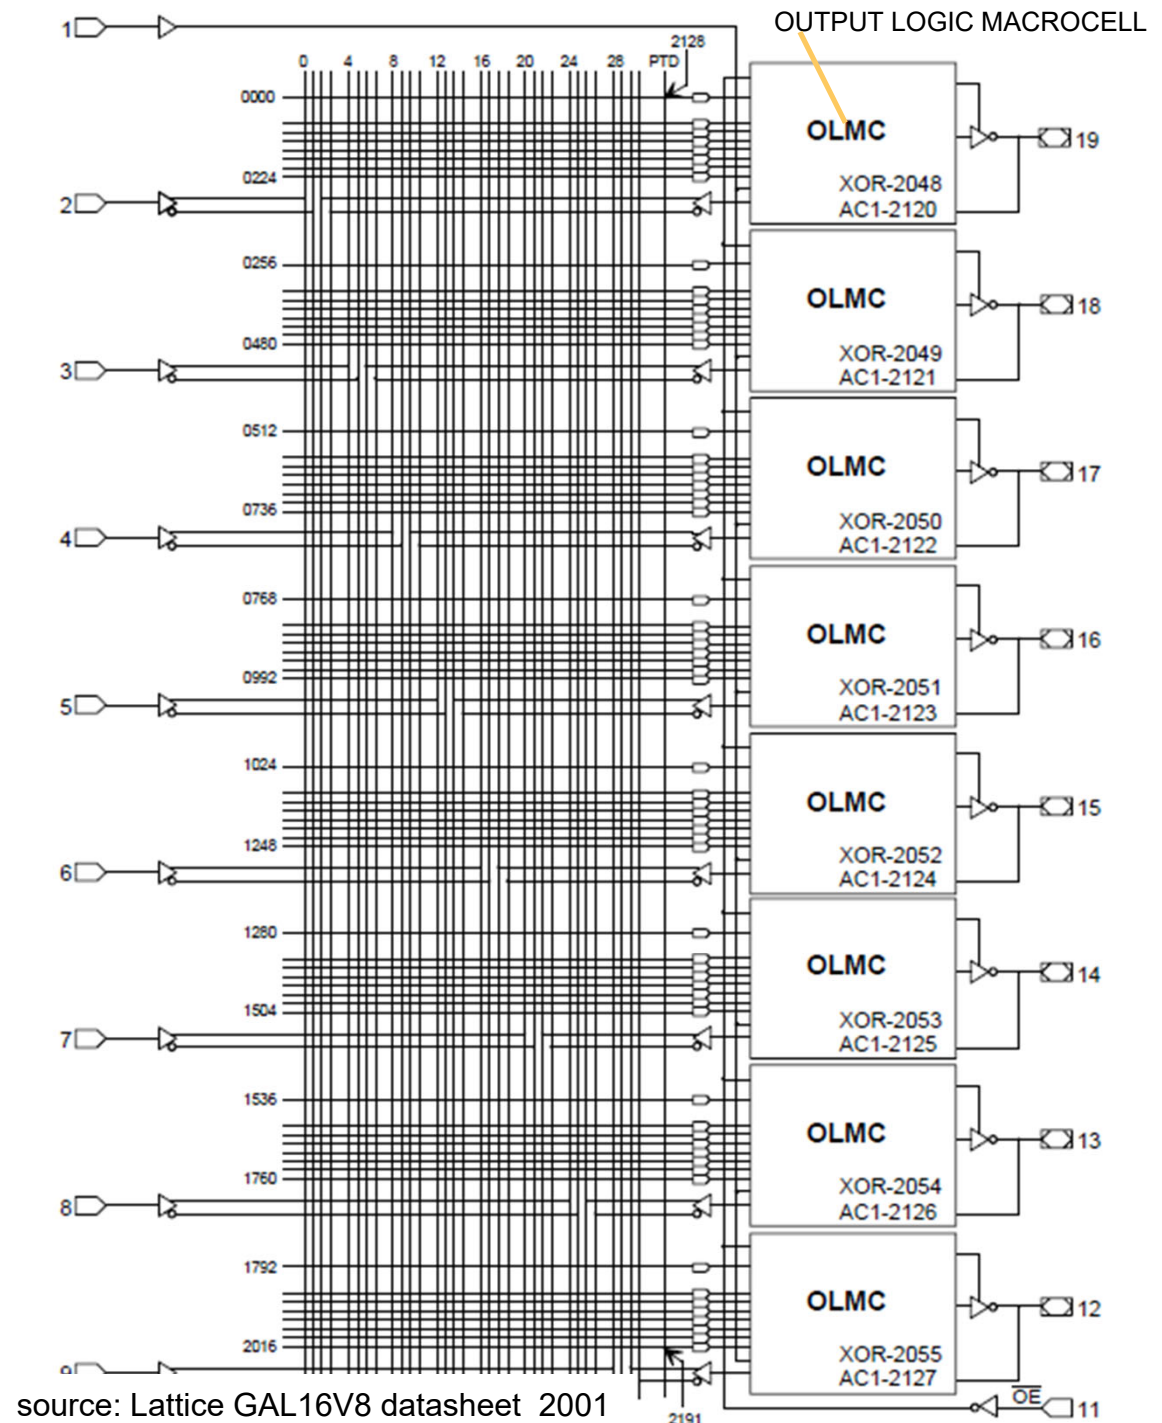 OUTPUT LOGIC MACROCELL
1
2128
0 4 8 12 16 20 24 28 PTD
0000
OLMC
19
0224
XOR-2048
2
AC1-2120
0256
OLMC
18
0480
XOR-2049
3
AC1-2121
0512
OLMC
17
0736
XOR-2050
4
AC1-2122
0768
OLMC
16
0992
XOR-2051
5
AC1-2123
1024
OLMC
15
1248
XOR-2052
6
AC1-2124
1280
OLMC
14
1504
XOR-2053
7
AC1-2125
1536
OLMC
13
1760
XOR-2054
8
AC1-2126
1792
OLMC
12
2016
XOR-2055
9
AC1-2127
OE
11
source: Lattice GAL16V8 datasheet 2001
2191